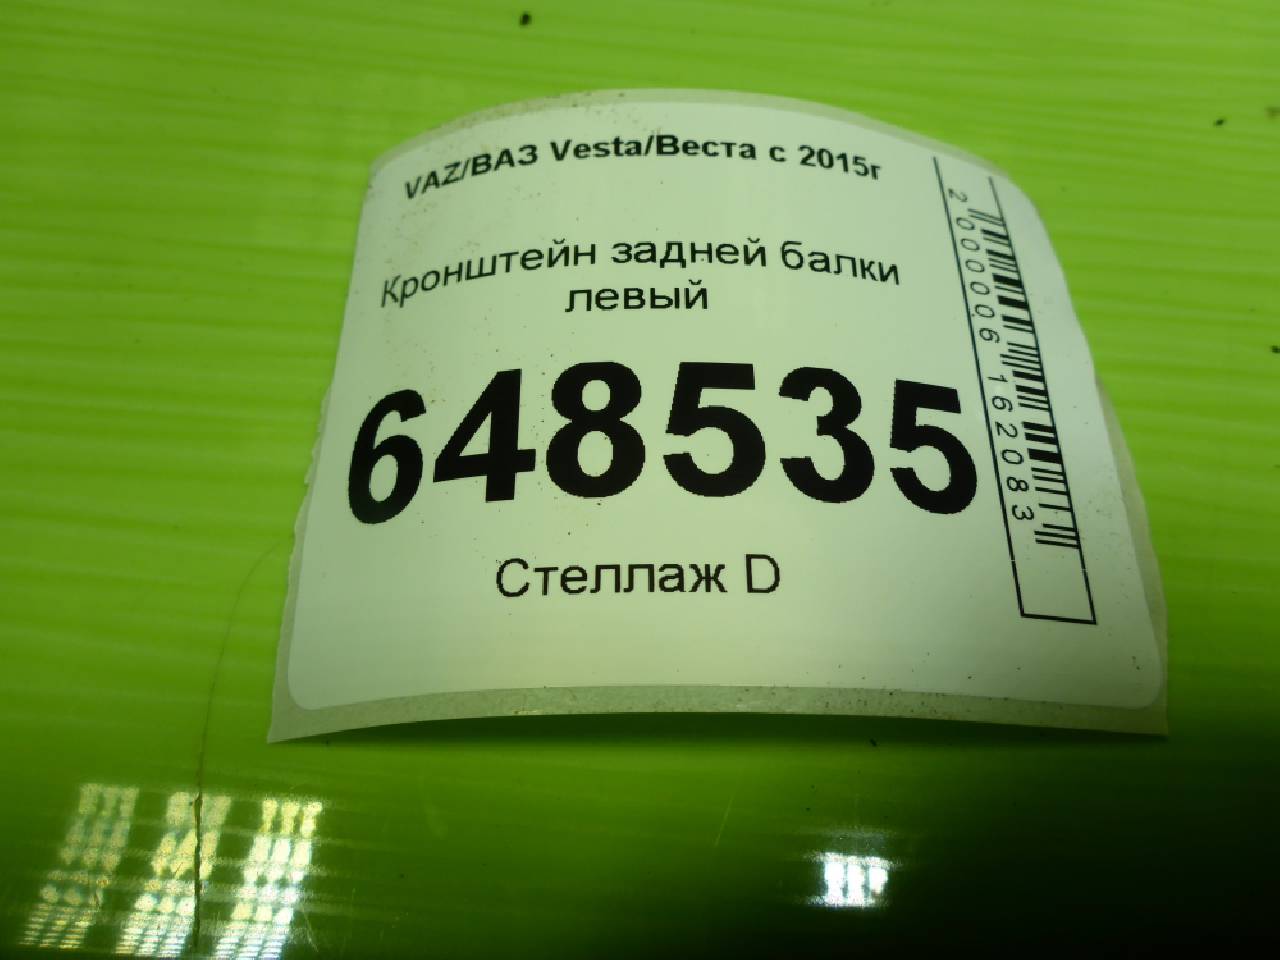 VAZ/ВАЗ Vesta/Веста с 2015г
Кронштейн задней балки
левый
648535
Стеллаж D
2000006162083